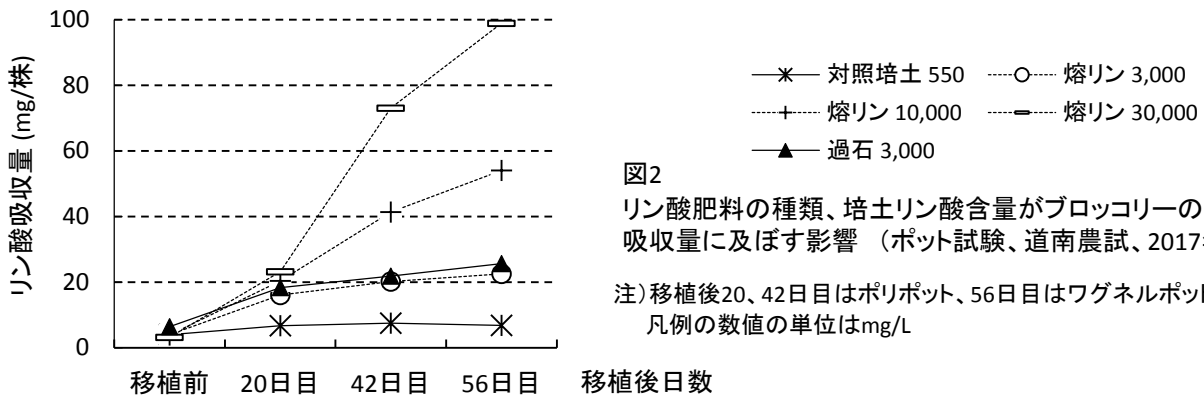 リン酸吸収量 (mg/株)
100
80
60
40
20
0
移植前 20日目 42日目 56日目 移植後日数
対照培土 550 熔リン 3,000
熔リン 10,000 熔リン 30,000
過石 3,000
図2
リン酸肥料の種類、培土リン酸含量がブロッコリーの
吸収量に及ぼす影響 （ポット試験、道南農試、2017
注）移植後20、42日目はポリポット、56日目はワグネルポッ
凡例の数値の単位はmg/L